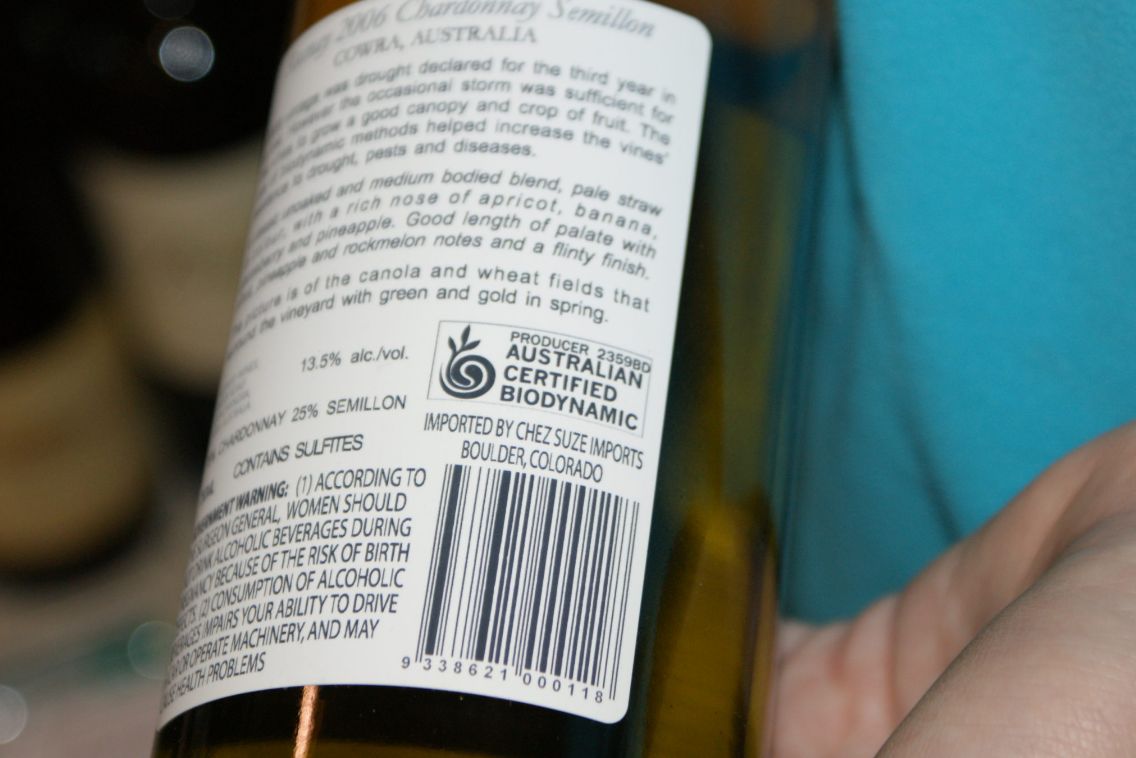 2006 Chardonnay Semillon
COWRA, AUSTRALIA
was drought declared for the third year in
the occasional storm was sufficient for
to grow a good canopy and crop of fruit. The
biodynamic methods helped increase the vines'
to drought, pests and diseases.
unoaked and medium bodied blend, pale straw
with a rich nose of apricot, banana,
and pineapple. Good length of palate with
pineapple and rockmelon notes and a flinty finish.
picture is of the canola and wheat fields that
the vineyard with green and gold in spring.
13.5% alc./vol.
PRODUCER 2359BD
AUSTRALIAN
CERTIFIED
BIODYNAMIC
CHARDONNAY 25% SEMILLON
CONTAINS SULFITES
IMPORTED BY CHEZ SUZE IMPORTS
BOULDER, COLORADO
WARNING: (1) ACCORDING TO
SURGEON GENERAL, WOMEN SHOULD
DRINK ALCOHOLIC BEVERAGES DURING
BECAUSE OF THE RISK OF BIRTH
(2) CONSUMPTION OF ALCOHOLIC
IMPAIRS YOUR ABILITY TO DRIVE
OR OPERATE MACHINERY, AND MAY
HEALTH PROBLEMS
9 338621 000118